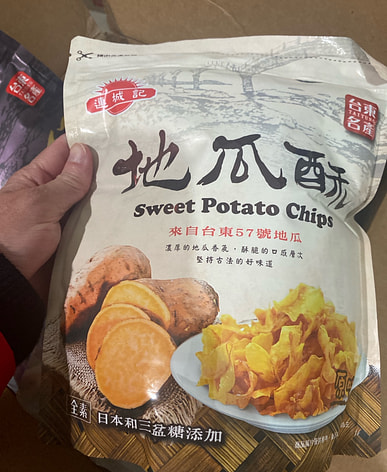 連城記
台東
TAITUNG
名產
地瓜酥
Sweet Potato Chips
來自台東57號地瓜
濃厚的地瓜香氣，酥脆的口感層次
堅持古法的好味道
全素
日本和三盆糖添加